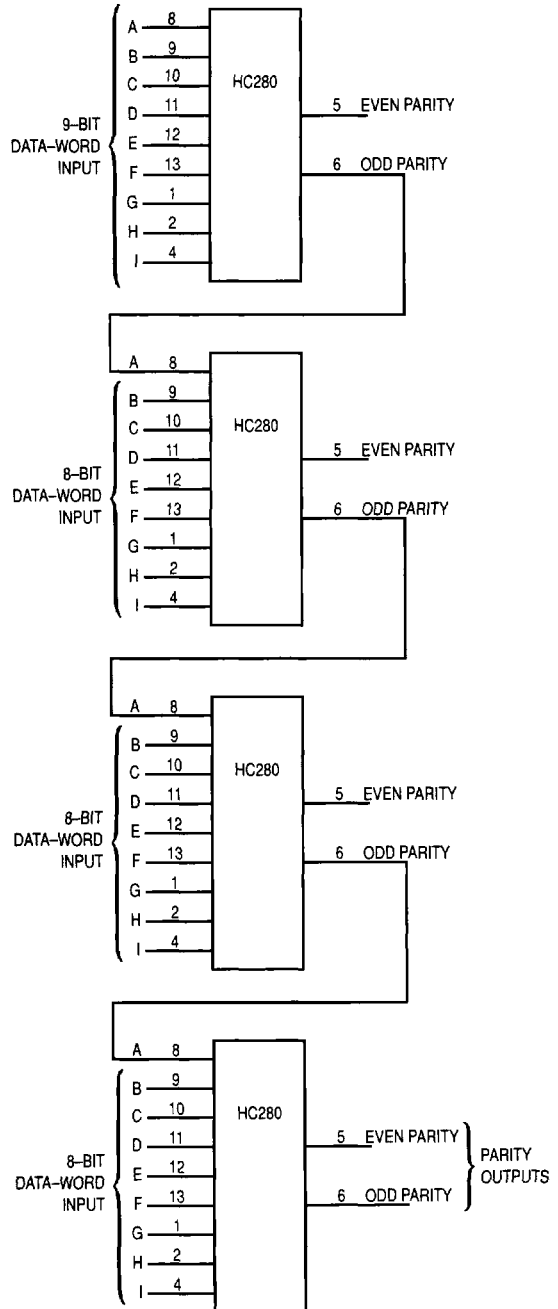 A 8
B 9
C 10
HC280
D 11
5 EVEN PARITY
9–BIT
DATA–WORD
INPUT
E 12
F 13
6 ODD PARITY
G 1
H 2
I 4
A 8
B 9
C 10
HC280
D 11
5 EVEN PARITY
8–BIT
DATA–WORD
INPUT
E 12
F 13
6 ODD PARITY
G 1
H 2
I 4
A 8
B 9
C 10
HC280
D 11
5 EVEN PARITY
8–BIT
DATA–WORD
INPUT
E 12
F 13
6 ODD PARITY
G 1
H 2
I 4
A 8
B 9
C 10
HC280
D 11
5 EVEN PARITY
PARITY
OUTPUTS
8–BIT
DATA–WORD
INPUT
E 12
F 13
6 ODD PARITY
G 1
H 2
I 4